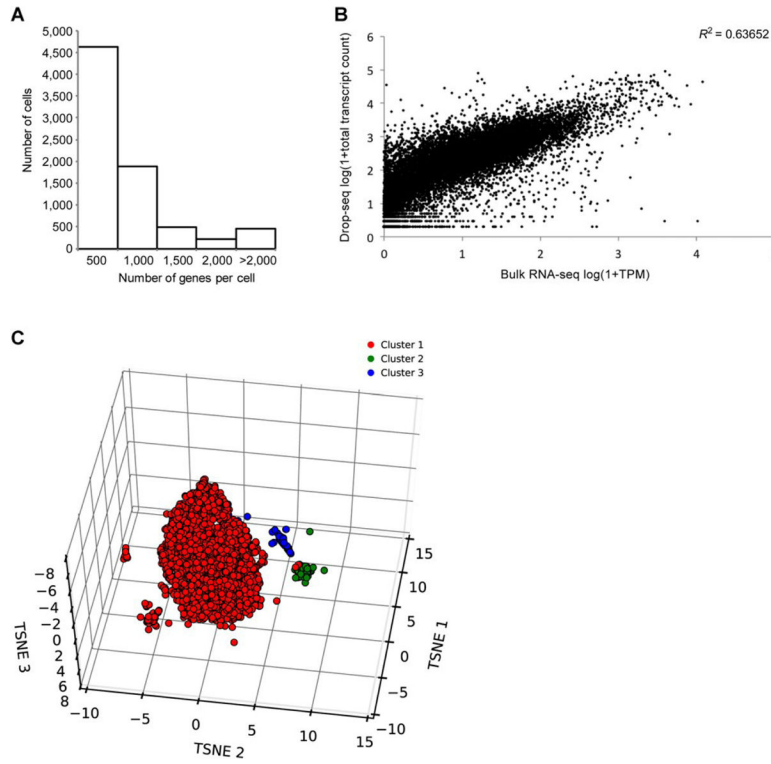 A
5,000
4,500
4,000
3,500
3,000
2,500
2,000
1,500
1,000
500
0
Number of cells
500 1,000 1,500 2,000 >2,000
Number of genes per cell
B
R² = 0.63652
6
5
4
3
2
1
0
Drop-seq log(1+total transcript count)
0 1 2 3 4 5
Bulk RNA-seq log(1+TPM)
C
Cluster 1
Cluster 2
Cluster 3
−8
−6
−4
−2
0
2
4
6
8
TSNE 3
−10 −5 0 5 10 15
TSNE 2
15
10
5
0
−5
−10
TSNE 1